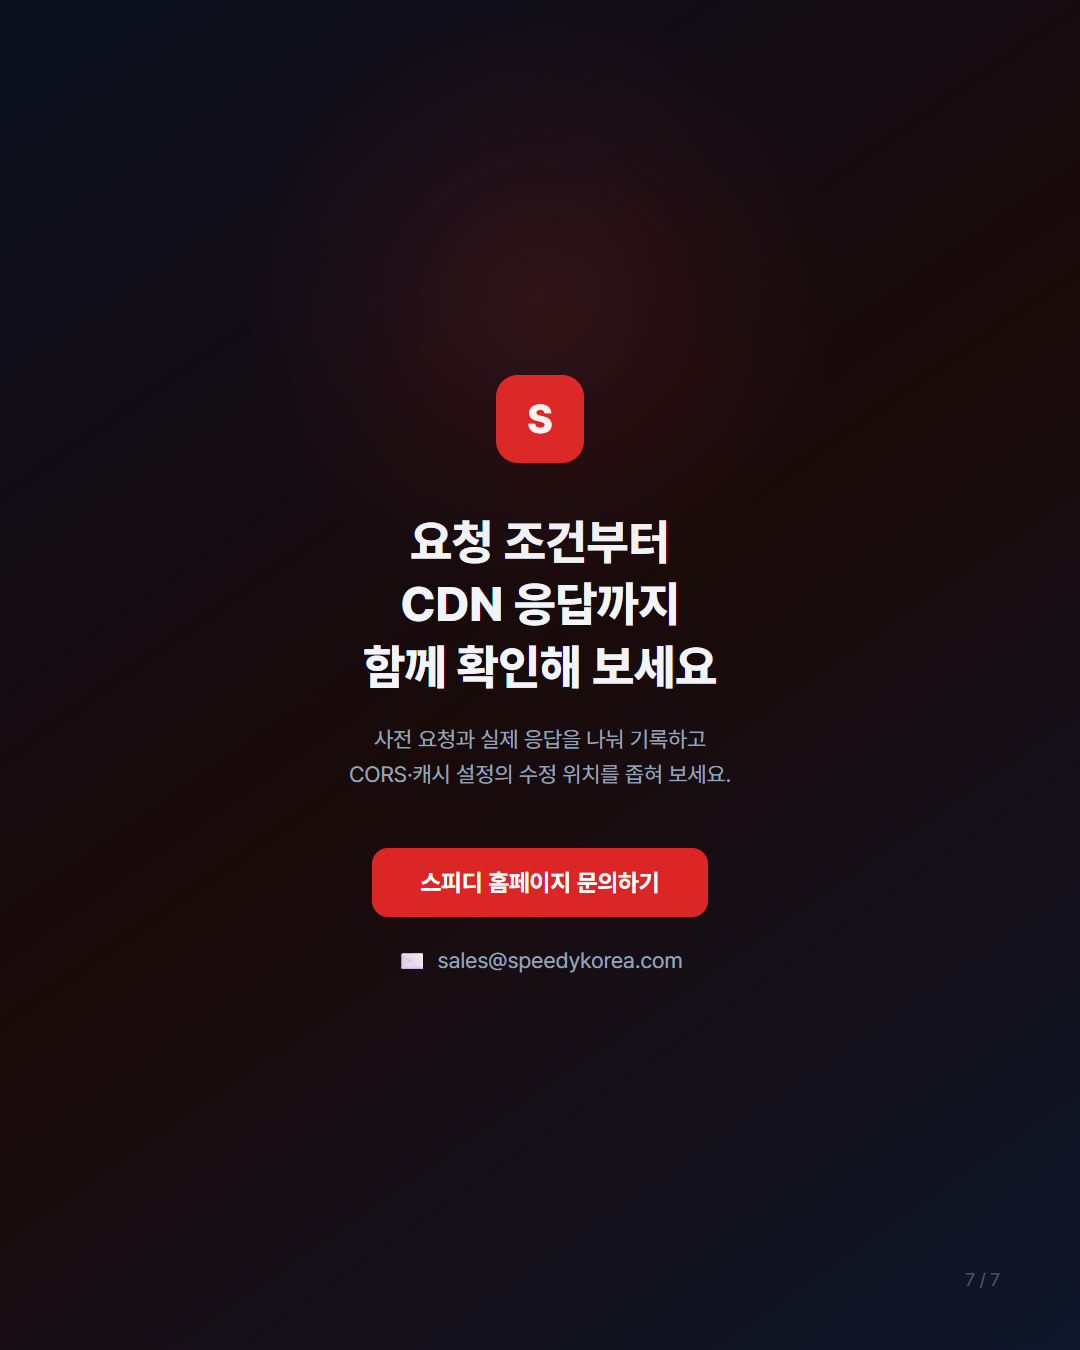 S
요청 조건부터
CDN 응답까지
함께 확인해 보세요
사전 요청과 실제 응답을 나눠 기록하고
CORS·캐시 설정의 수정 위치를 좁혀 보세요.
스피디 홈페이지 문의하기
sales@speedykorea.com
7 / 7